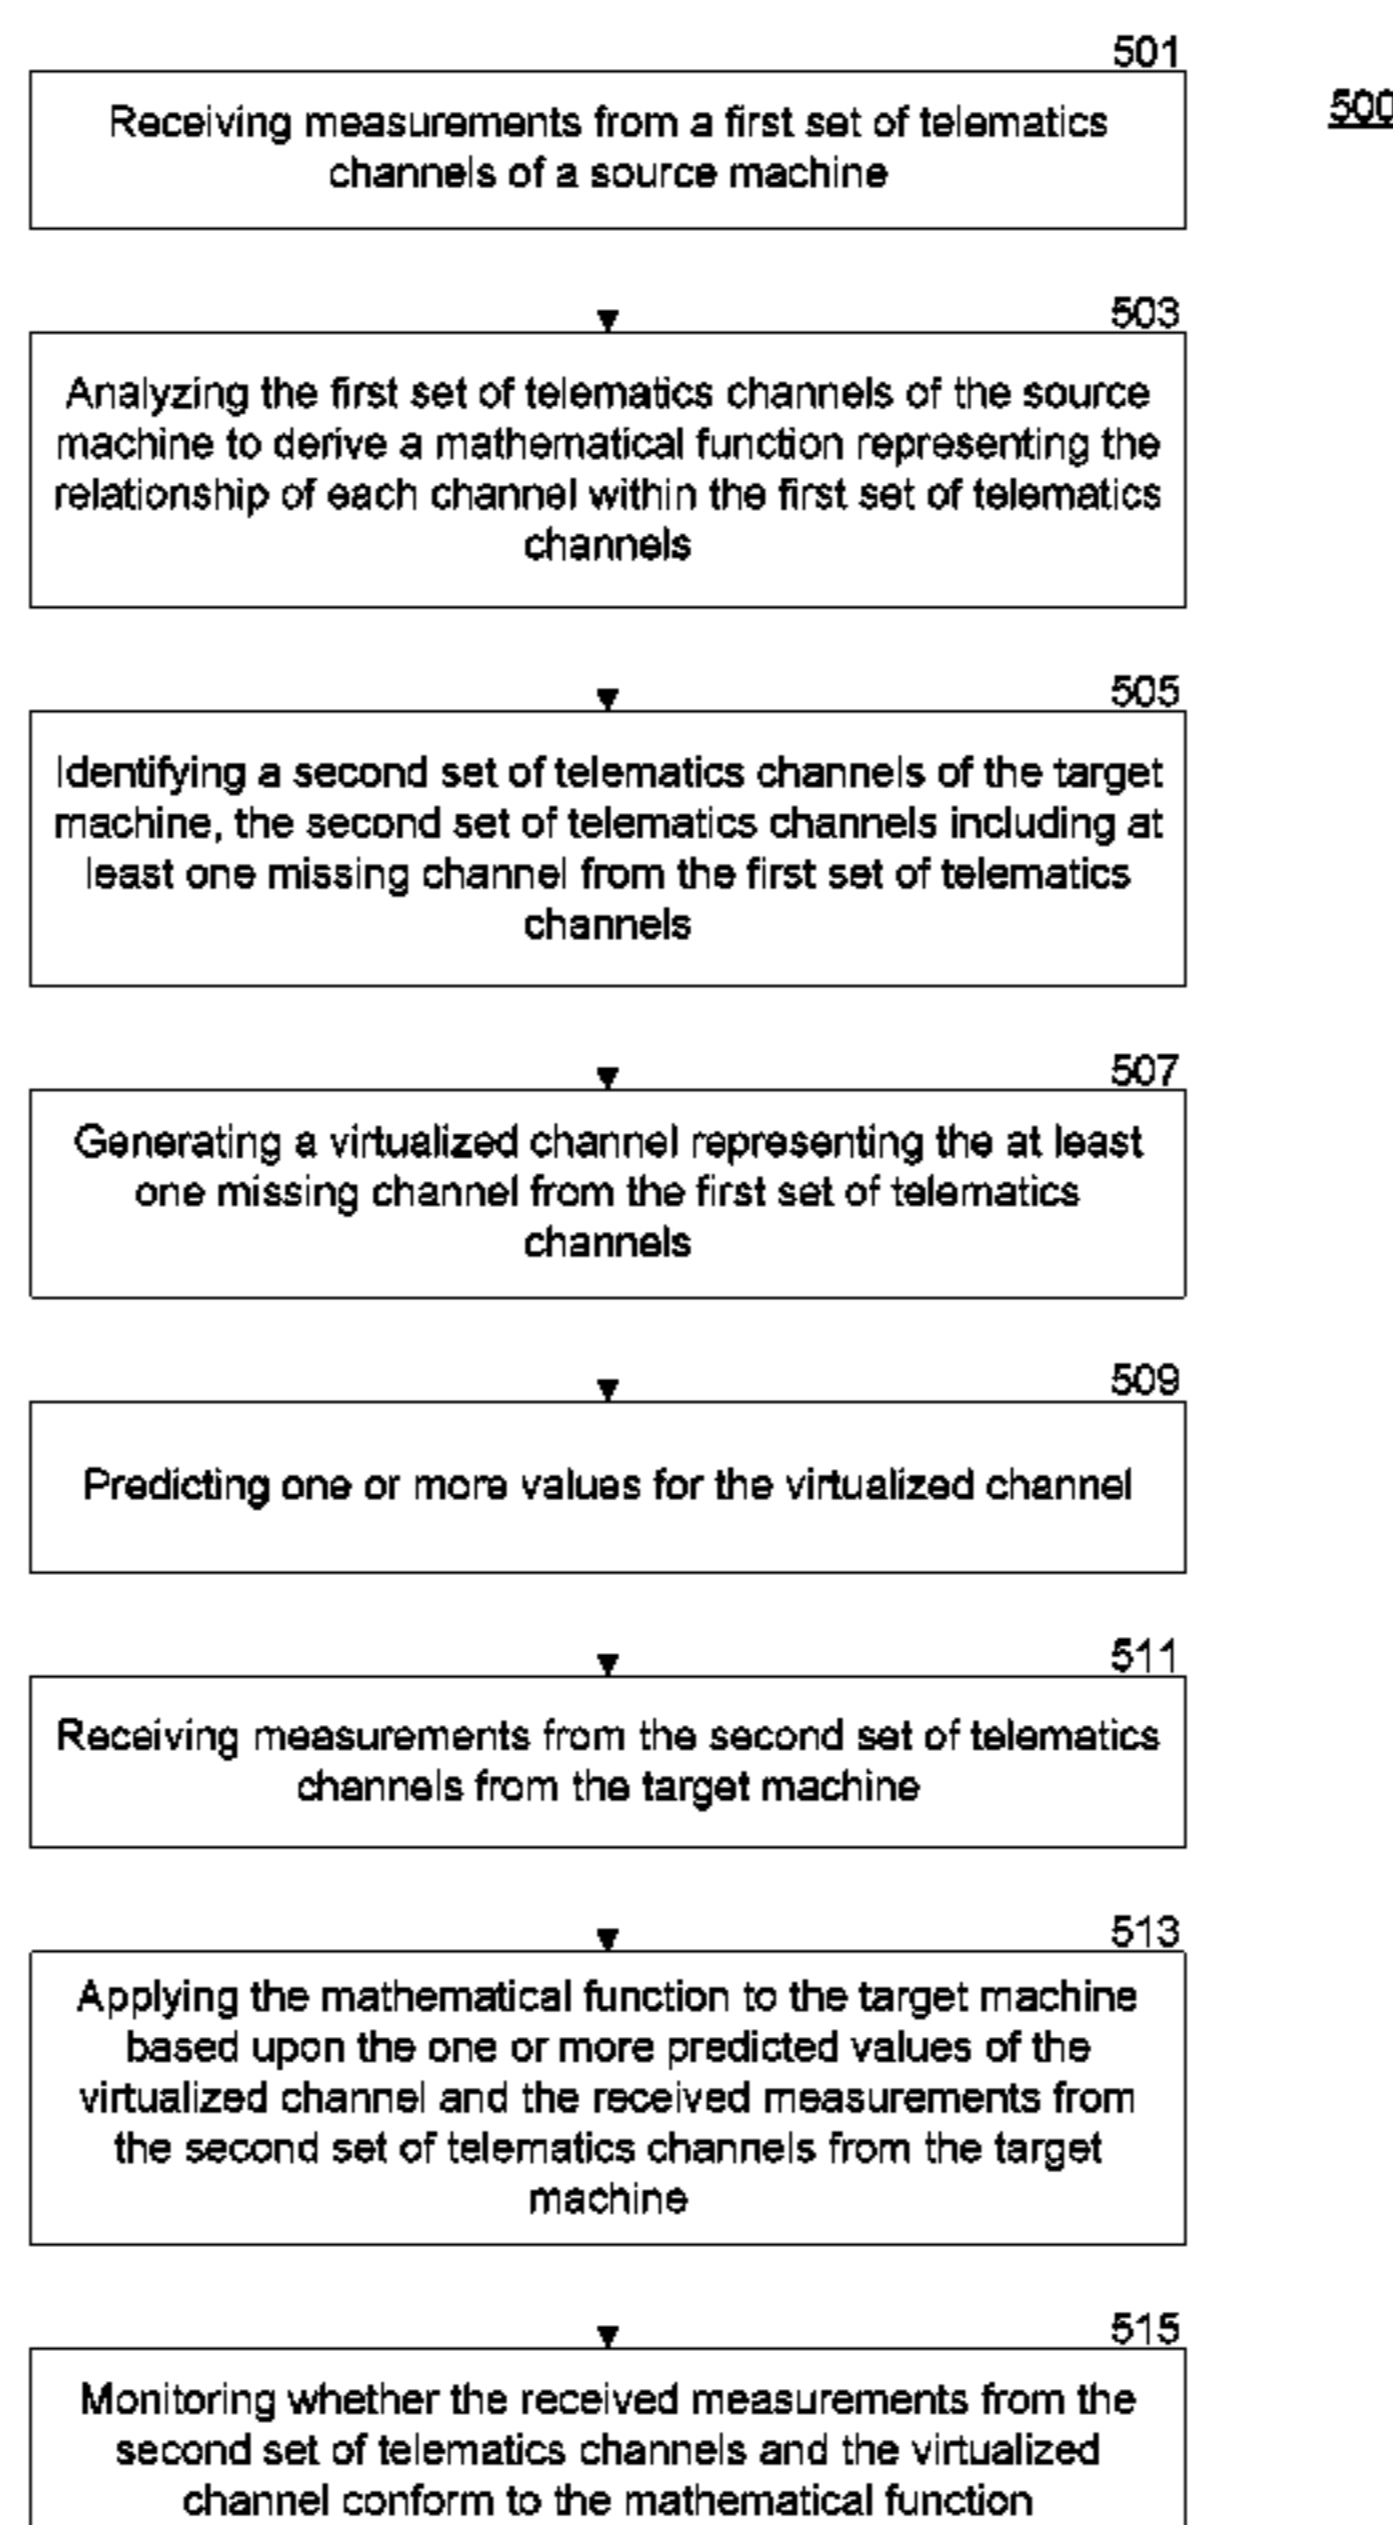 501
500
Receiving measurements from a first set of telematics
channels of a source machine
503
Analyzing the first set of telematics channels of the source
machine to derive a mathematical function representing the
relationship of each channel within the first set of telematics
channels
505
Identifying a second set of telematics channels of the target
machine, the second set of telematics channels including at
least one missing channel from the first set of telematics
channels
507
Generating a virtualized channel representing the at least
one missing channel from the first set of telematics
channels
509
Predicting one or more values for the virtualized channel
511
Receiving measurements from the second set of telematics
channels from the target machine
513
Applying the mathematical function to the target machine
based upon the one or more predicted values of the
virtualized channel and the received measurements from
the second set of telematics channels from the target
machine
515
Monitoring whether the received measurements from the
second set of telematics channels and the virtualized
channel conform to the mathematical function